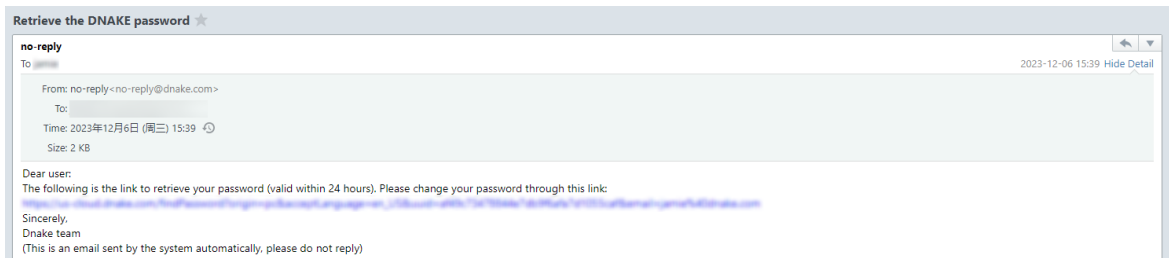 Retrieve the DNAKE password
no-reply
To
2023-12-06 15:39 Hide Detail
From: no-reply<no-reply@dnake.com>
To:
Time: 2023年12月6日 (周三) 15:39
Size: 2 KB
Dear user:
The following is the link to retrieve your password (valid within 24 hours). Please change your password through this link:
Sincerely,
Dnake team
(This is an email sent by the system automatically, please do not reply)